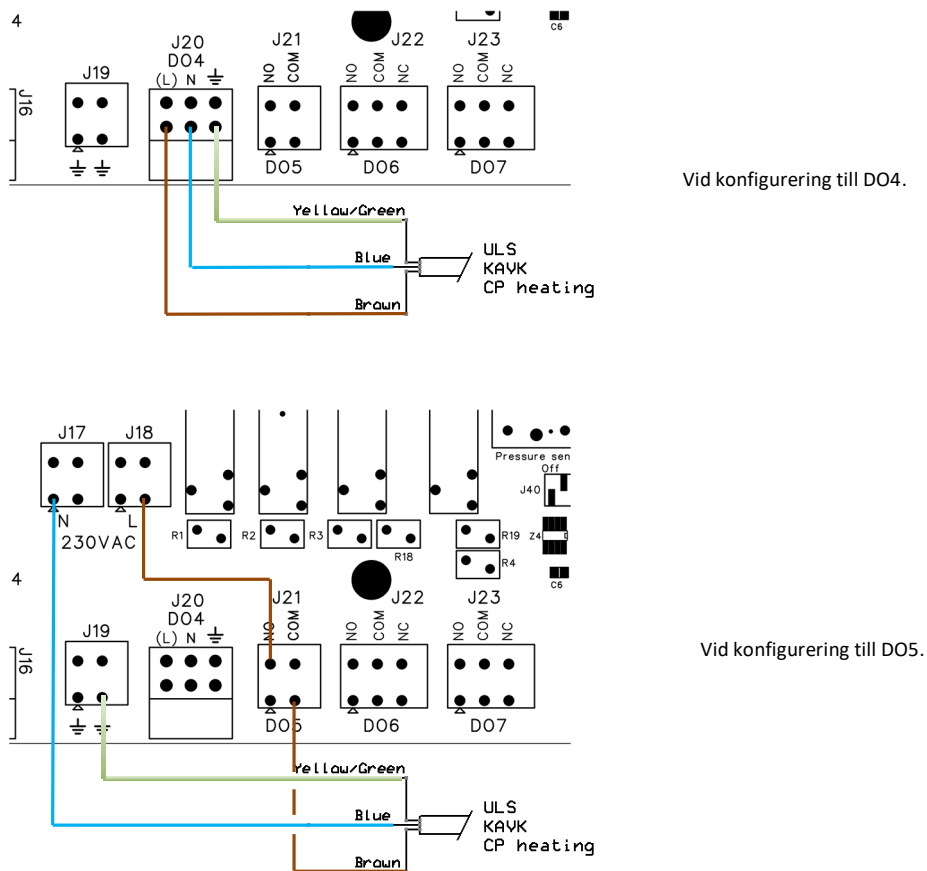 4
C6
J20
J21
J22
J23
DO4
J19
(L) N
NO
COM
NO
COM
NC
NO
COM
NC
J16
DO5
DO6
DO7
Vid konfigurering till DO4.
Yellow/Green
Blue
ULS
KAVK
CP heating
Brown
J17
J18
Pressure sen
Off
J40
N
L
230VAC
R1
R2
R3
R18
R19
Z4
R4
C6
4
J20
J21
J22
J23
DO4
J19
(L) N
NO
COM
NO
COM
NC
NO
COM
NC
J16
DO5
DO6
DO7
Vid konfigurering till DO5.
Yellow/Green
Blue
ULS
KAVK
CP heating
Brown